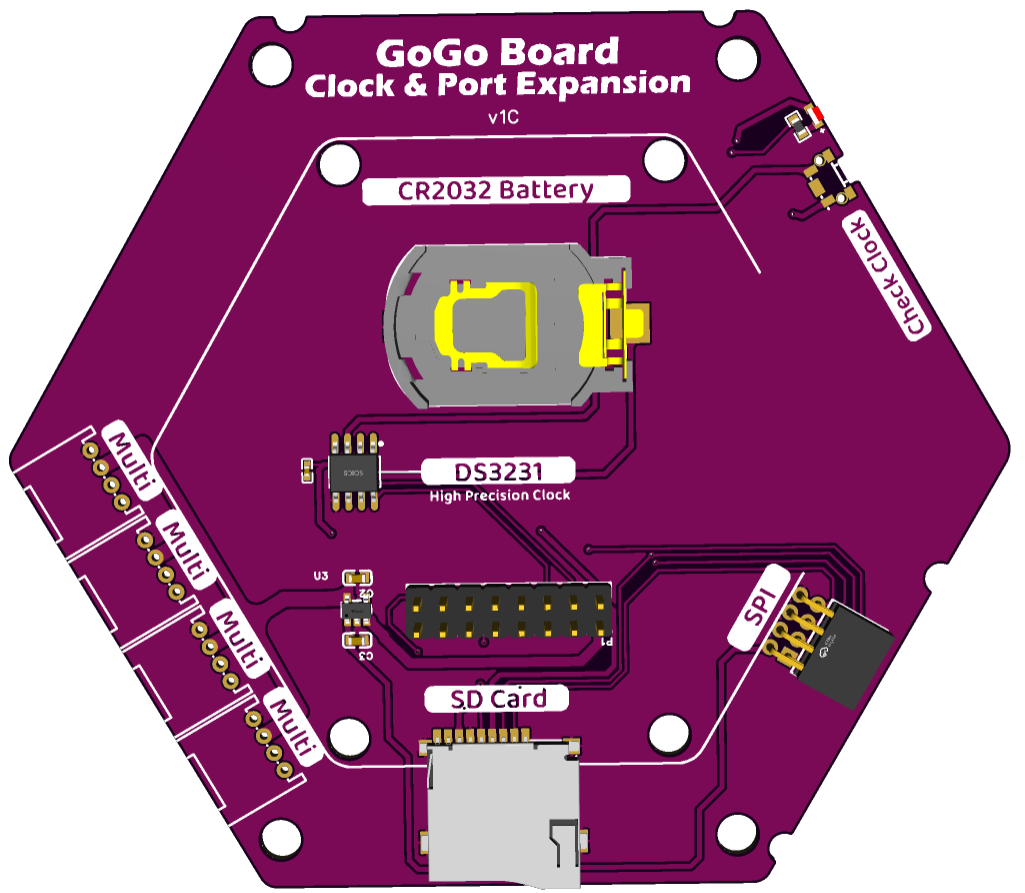 GoGo Board
Clock & Port Expansion
v1C
CR2032 Battery
Check Clock
DS3231
High Precision Clock
Multi
Multi
Multi
Multi
U3
C2
C3
P1
SPI
SD Card